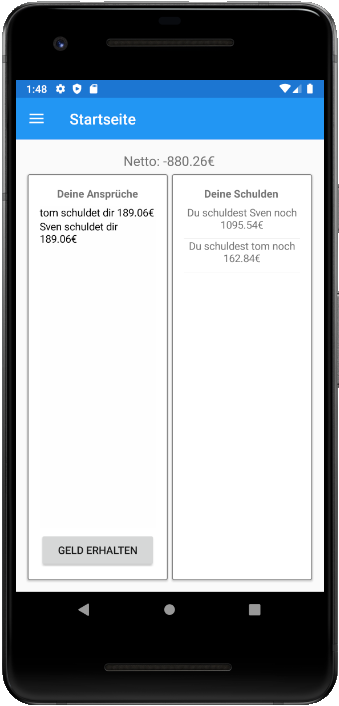 1:48
Startseite
Netto: -880.26€
Deine Ansprüche
tom schuldet dir 189.06€
Sven schuldet dir
189.06€
GELD ERHALTEN
Deine Schulden
Du schuldest Sven noch
1095.54€
Du schuldest tom noch
162.84€